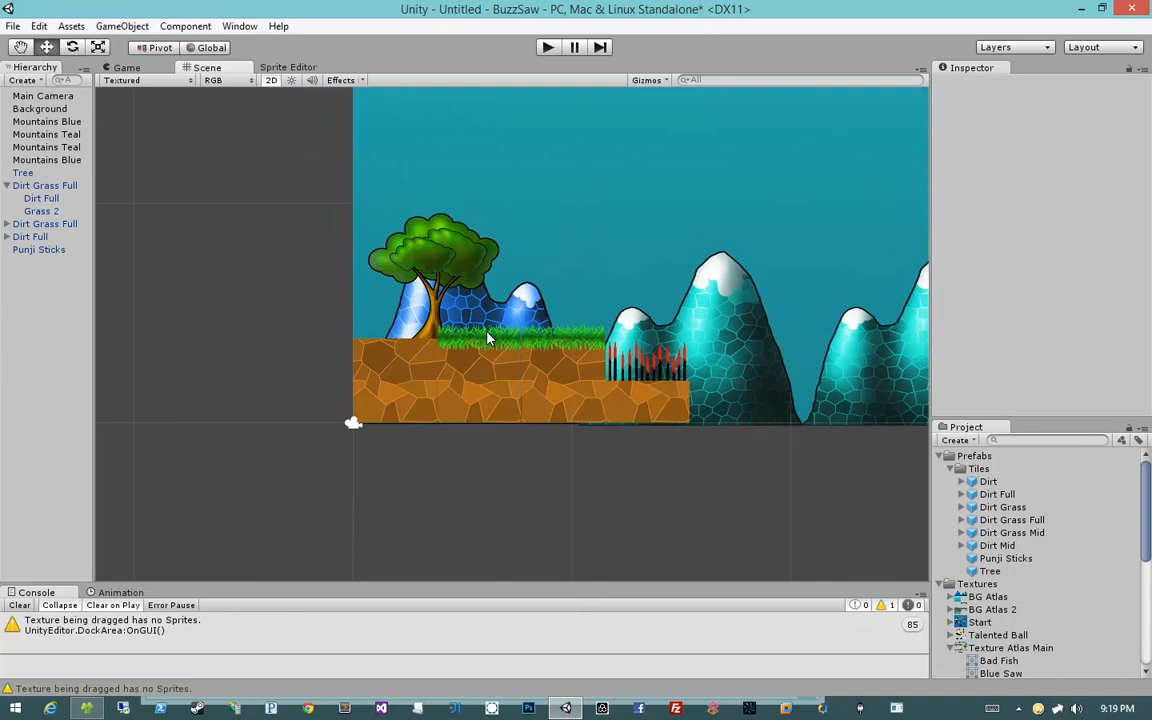 Unity - Untitled - BuzzSaw - PC, Mac & Linux Standalone* <DX11>
File Edit Assets GameObject Component Window Help
Pivot Global Layers Layout
Hierarchy Game Scene Sprite Editor Inspector
Create A Textured RGB 2D Effects Gizmos All
Main Camera
Background
Mountains Blue
Mountains Teal
Mountains Teal
Mountains Blue
Tree
Dirt Grass Full
Dirt Full
Grass 2
Dirt Grass Full
Dirt Full
Punji Sticks
Project
Create
Prefabs
Tiles
Dirt
Dirt Full
Dirt Grass
Dirt Grass Full
Dirt Grass Mid
Dirt Mid
Punji Sticks
Tree
Textures
BG Atlas
BG Atlas 2
Start
Talented Ball
Texture Atlas Main
Bad Fish
Blue Saw
Console Animation
Clear Collapse Clear on Play Error Pause 0 1 0
Texture being dragged has no Sprites.
UnityEditor.DockArea:OnGUI()
85
Texture being dragged has no Sprites.
9:19 PM